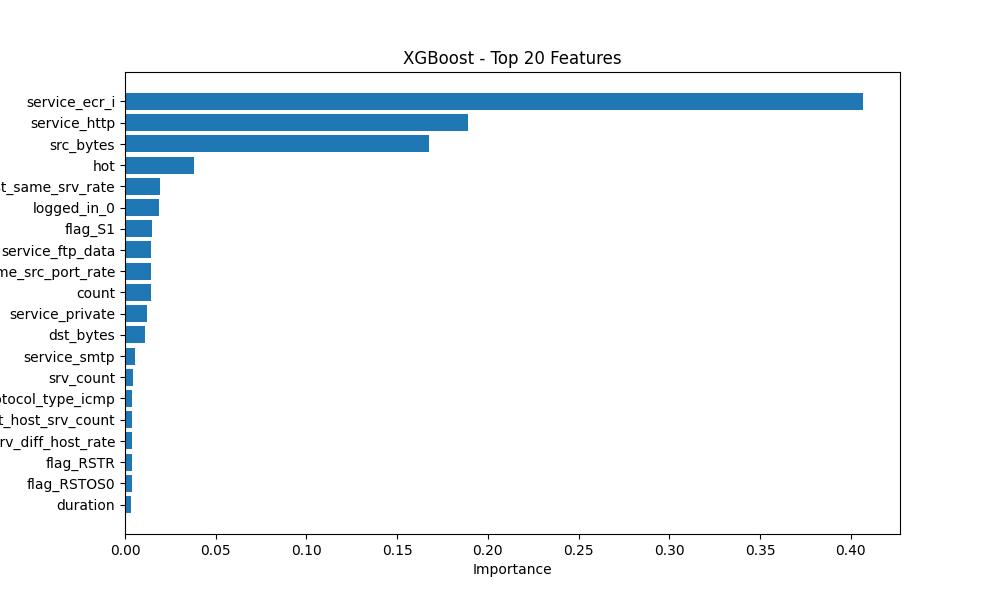 XGBoost - Top 20 Features
service_ecr_i
service_http
src_bytes
hot
t_same_srv_rate
logged_in_0
flag_S1
service_ftp_data
me_src_port_rate
count
service_private
dst_bytes
service_smtp
srv_count
tocol_type_icmp
t_host_srv_count
rv_diff_host_rate
flag_RSTR
flag_RSTOS0
duration
0.00 0.05 0.10 0.15 0.20 0.25 0.30 0.35 0.40
Importance